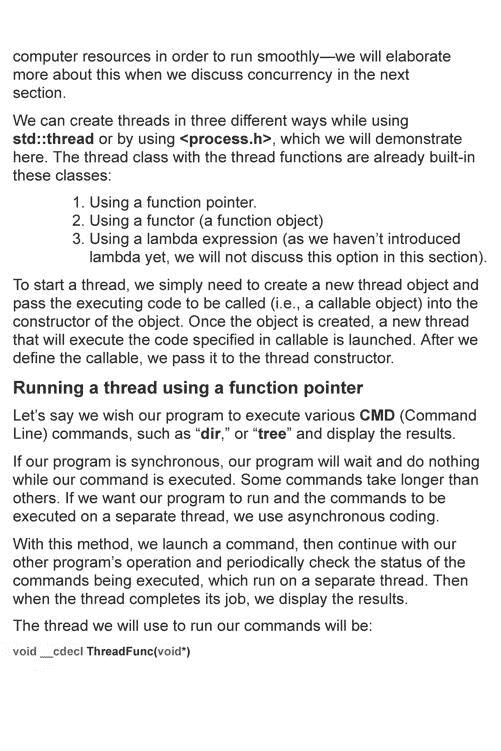 computer resources in order to run smoothly—we will elaborate
more about this when we discuss concurrency in the next
section.
We can create threads in three different ways while using
std::thread or by using <process.h>, which we will demonstrate
here. The thread class with the thread functions are already built-in
these classes:
1. Using a function pointer.
2. Using a functor (a function object)
3. Using a lambda expression (as we haven’t introduced
lambda yet, we will not discuss this option in this section).
To start a thread, we simply need to create a new thread object and
pass the executing code to be called (i.e., a callable object) into the
constructor of the object. Once the object is created, a new thread
that will execute the code specified in callable is launched. After we
define the callable, we pass it to the thread constructor.
Running a thread using a function pointer
Let’s say we wish our program to execute various CMD (Command
Line) commands, such as “dir,” or “tree” and display the results.
If our program is synchronous, our program will wait and do nothing
while our command is executed. Some commands take longer than
others. If we want our program to run and the commands to be
executed on a separate thread, we use asynchronous coding.
With this method, we launch a command, then continue with our
other program’s operation and periodically check the status of the
commands being executed, which run on a separate thread. Then
when the thread completes its job, we display the results.
The thread we will use to run our commands will be:
void __cdecl ThreadFunc(void*)